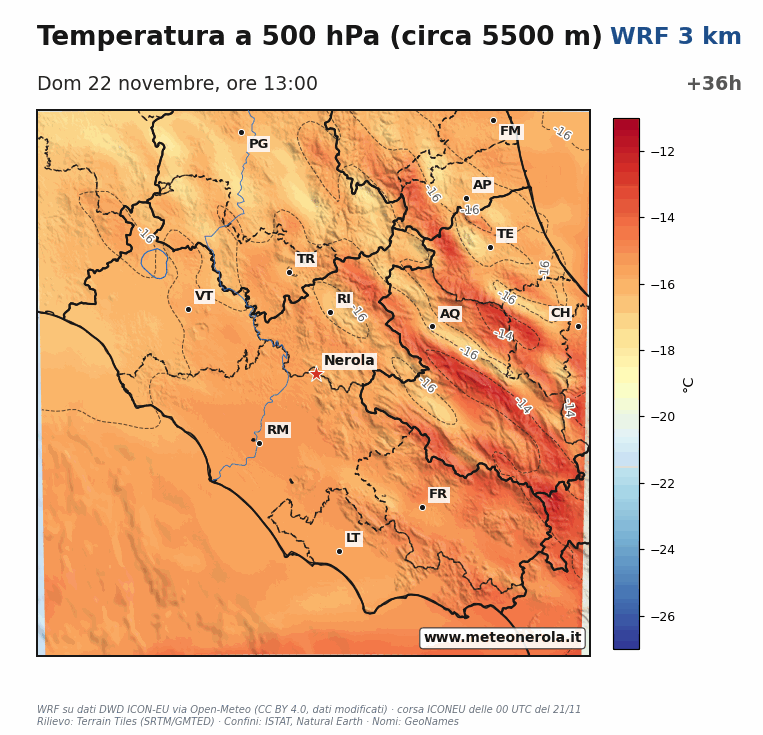 Temperatura a 500 hPa (circa 5500 m) WRF 3 km
Dom 22 novembre, ore 13:00 +36h
-16
FM
PG
AP
-16
-16
TE
-16
-16
TR
-16
VT
RI
-16
AQ
CH
-14
-16
Nerola
-16
-14
-14
RM
FR
LT
www.meteonerola.it
−12
−14
−16
−18
−20
−22
−24
−26
°C
WRF su dati DWD ICON-EU via Open-Meteo (CC BY 4.0, dati modificati) · corsa ICONEU delle 00 UTC del 21/11
Rilievo: Terrain Tiles (SRTM/GMTED) · Confini: ISTAT, Natural Earth · Nomi: GeoNames